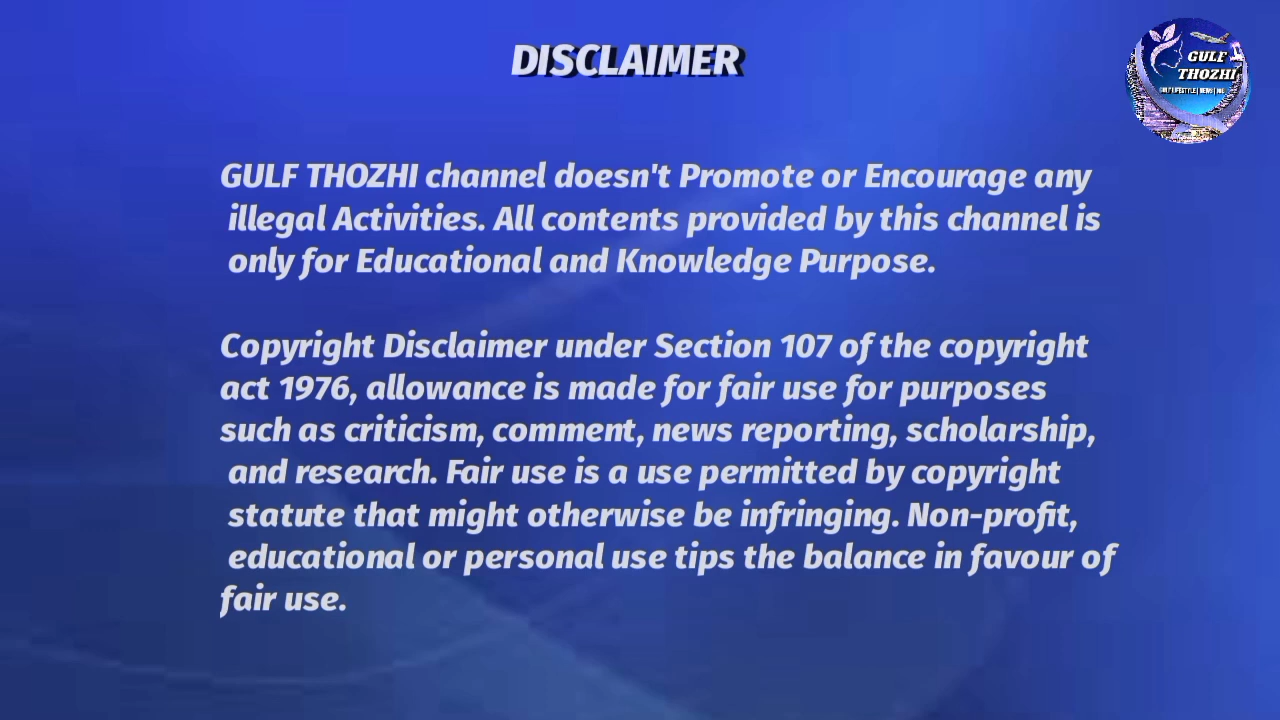 DISCLAIMER
GULF
THOZHI
GULF LIFESTYLE | NEWS |
GULF THOZHI channel doesn't Promote or Encourage any
illegal Activities. All contents provided by this channel is
only for Educational and Knowledge Purpose.
Copyright Disclaimer under Section 107 of the copyright
act 1976, allowance is made for fair use for purposes
such as criticism, comment, news reporting, scholarship,
and research. Fair use is a use permitted by copyright
statute that might otherwise be infringing. Non-profit,
educational or personal use tips the balance in favour of
fair use.